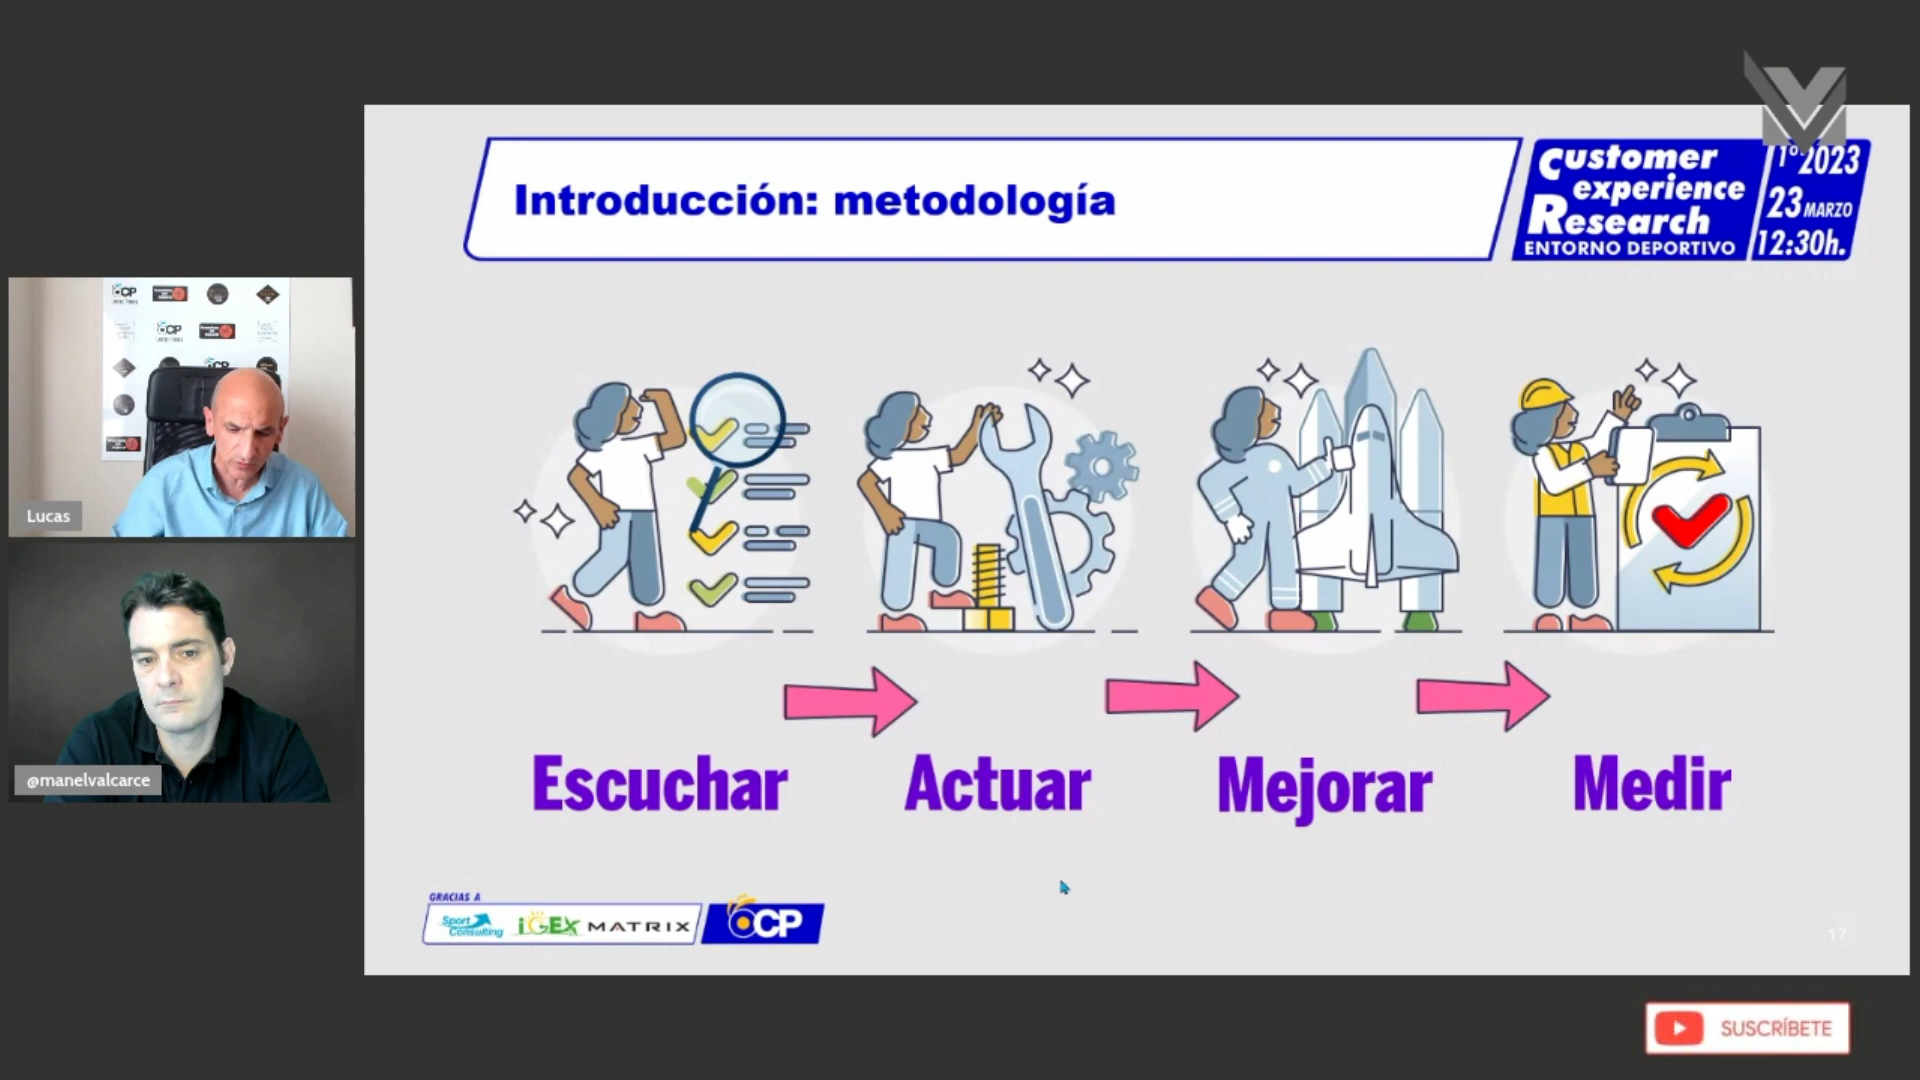 Introducción: metodología
Customer
experience
Research
ENTORNO DEPORTIVO
1º 2023
23 MARZO
12:30h.
Lucas
@manelvalcarce
Escuchar
Actuar
Mejorar
Medir
GRACIAS A
Sport
Consulting
iGEX
MATRIX
CP
17
SUSCRÍBETE